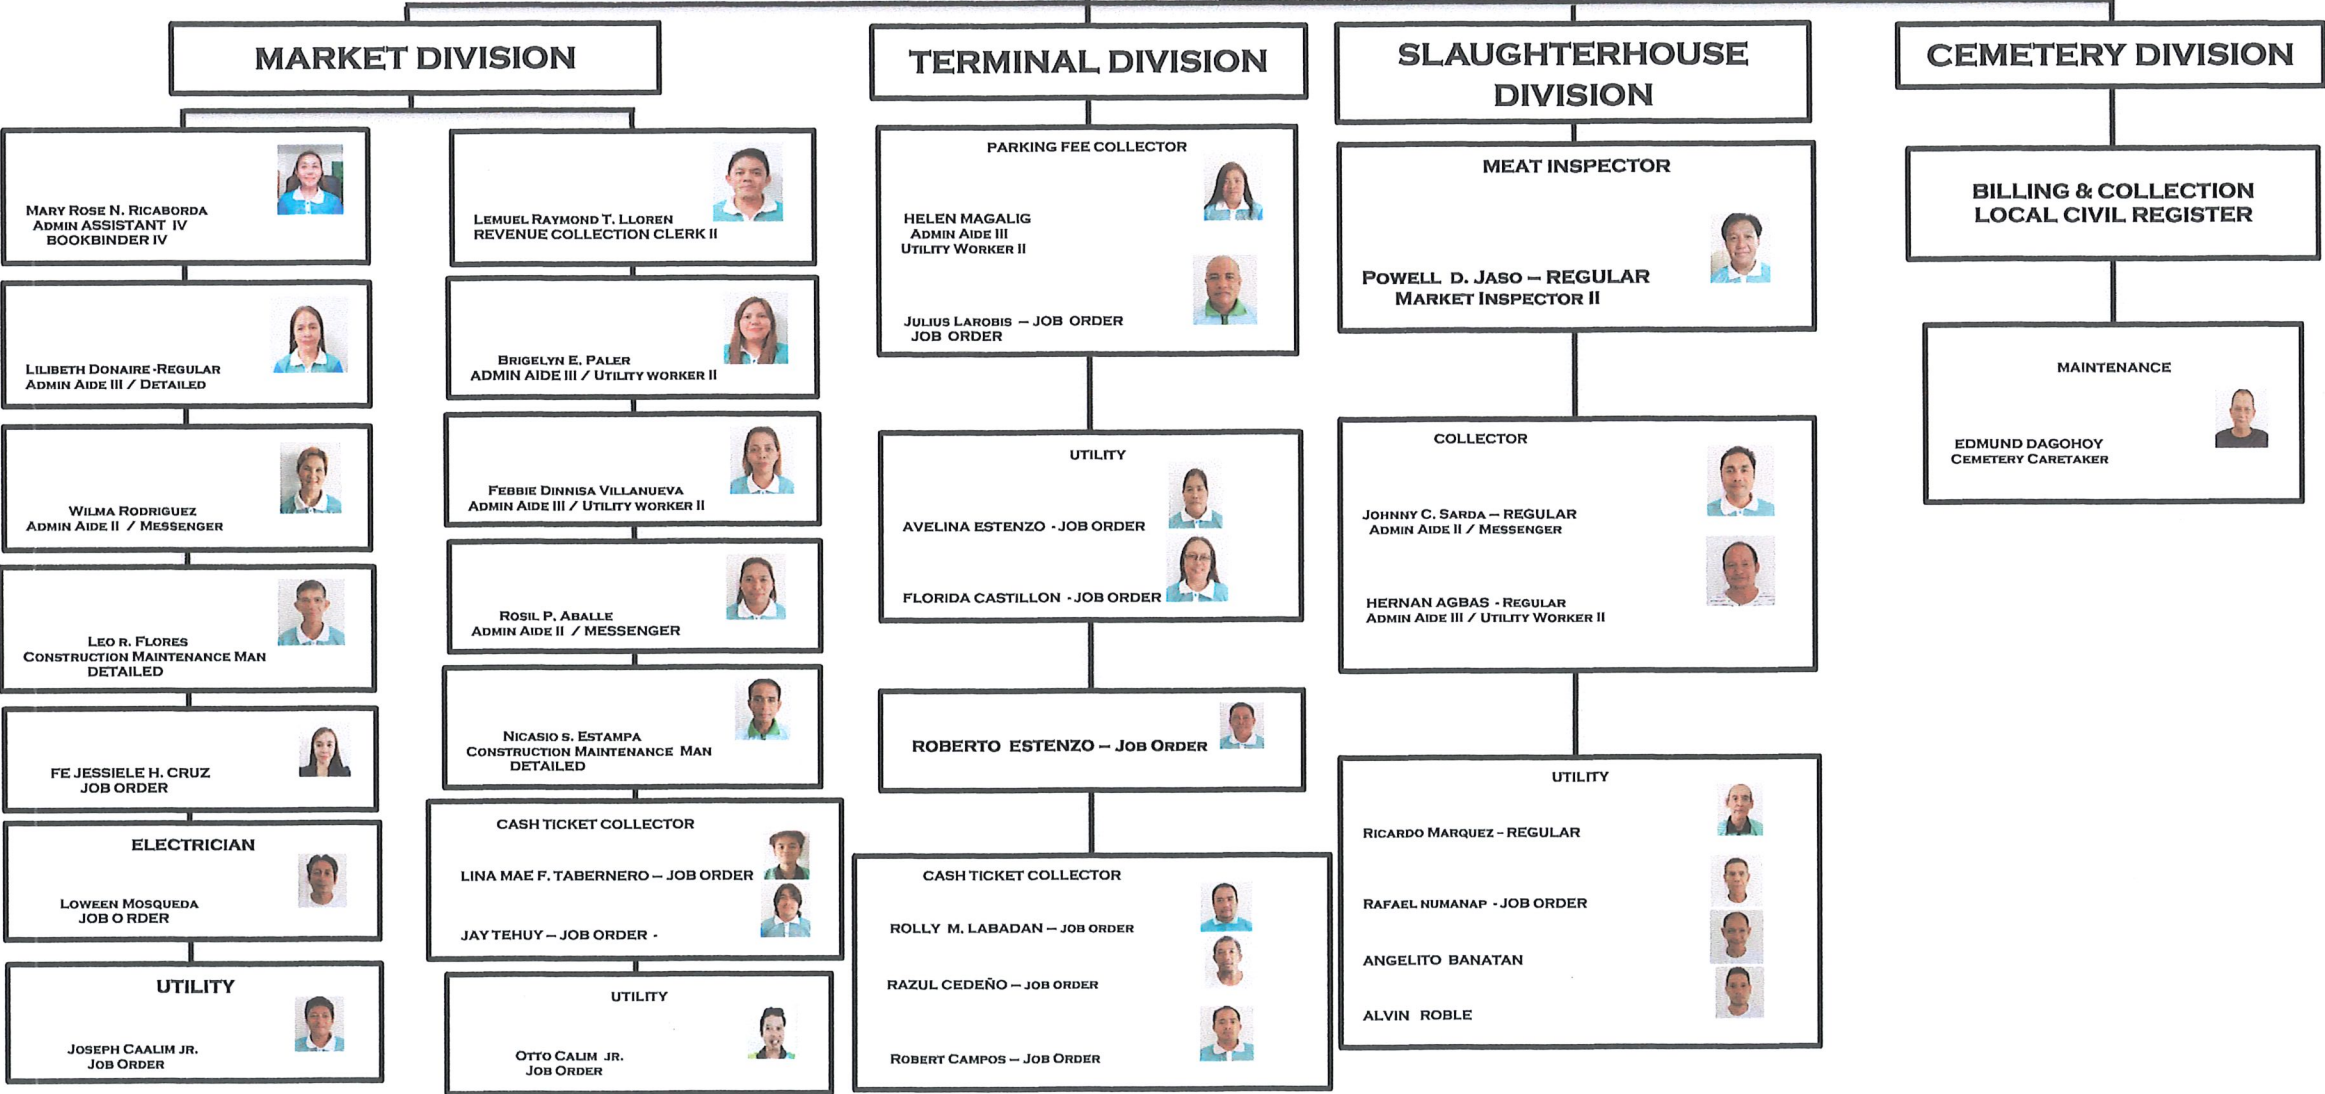 MARKET DIVISION
MARY ROSE N. RICABORDA
ADMIN ASSISTANT IV
BOOKBINDER IV
LILIBETH DONAIRE -REGULAR
ADMIN AIDE III / DETAILED
WILMA RODRIGUEZ
ADMIN AIDE II / MESSENGER
LEO R. FLORES
CONSTRUCTION MAINTENANCE MAN
DETAILED
FE JESSIELE H. CRUZ
JOB ORDER
ELECTRICIAN
LOWEEN MOSQUEDA
JOB O RDER
UTILITY
JOSEPH CAALIM JR.
JOB ORDER
LEMUEL RAYMOND T. LLOREN
REVENUE COLLECTION CLERK II
BRIGELYN E. PALER
ADMIN AIDE III / UTILITY WORKER II
FEBBIE DINNISA VILLANUEVA
ADMIN AIDE III / UTILITY WORKER II
ROSIL P. ABALLE
ADMIN AIDE II / MESSENGER
NICASIO S. ESTAMPA
CONSTRUCTION MAINTENANCE MAN
DETAILED
CASH TICKET COLLECTOR
LINA MAE F. TABERNERO – JOB ORDER
JAY TEHUY – JOB ORDER -
UTILITY
OTTO CALIM JR.
JOB ORDER
TERMINAL DIVISION
PARKING FEE COLLECTOR
HELEN MAGALIG
ADMIN AIDE III
UTILITY WORKER II
JULIUS LAROBIS – JOB ORDER
JOB ORDER
UTILITY
AVELINA ESTENZO - JOB ORDER
FLORIDA CASTILLON - JOB ORDER
ROBERTO ESTENZO – JOB ORDER
CASH TICKET COLLECTOR
ROLLY M. LABADAN – JOB ORDER
RAZUL CEDEÑO – JOB ORDER
ROBERT CAMPOS – JOB ORDER
SLAUGHTERHOUSE
DIVISION
MEAT INSPECTOR
POWELL D. JASO – REGULAR
MARKET INSPECTOR II
COLLECTOR
JOHNNY C. SARDA – REGULAR
ADMIN AIDE II / MESSENGER
HERNAN AGBAS - REGULAR
ADMIN AIDE III / UTILITY WORKER II
UTILITY
RICARDO MARQUEZ – REGULAR
RAFAEL NUMANAP - JOB ORDER
ANGELITO BANATAN
ALVIN ROBLE
CEMETERY DIVISION
BILLING & COLLECTION
LOCAL CIVIL REGISTER
MAINTENANCE
EDMUND DAGOHOY
CEMETERY CARETAKER